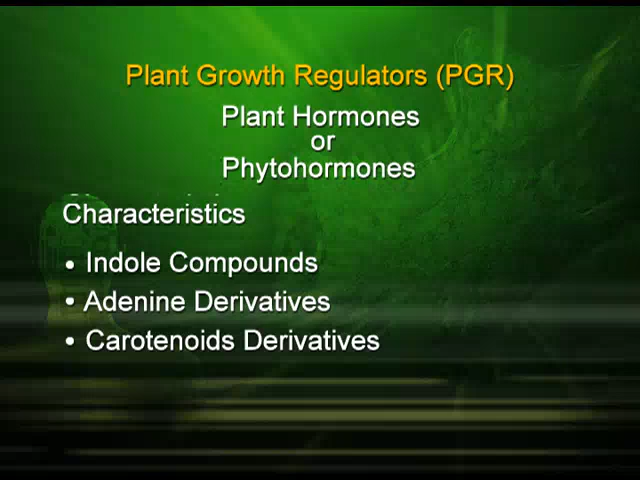 Plant Growth Regulators (PGR)
Plant Hormones
or
Phytohormones
Characteristics
• Indole Compounds
• Adenine Derivatives
• Carotenoids Derivatives